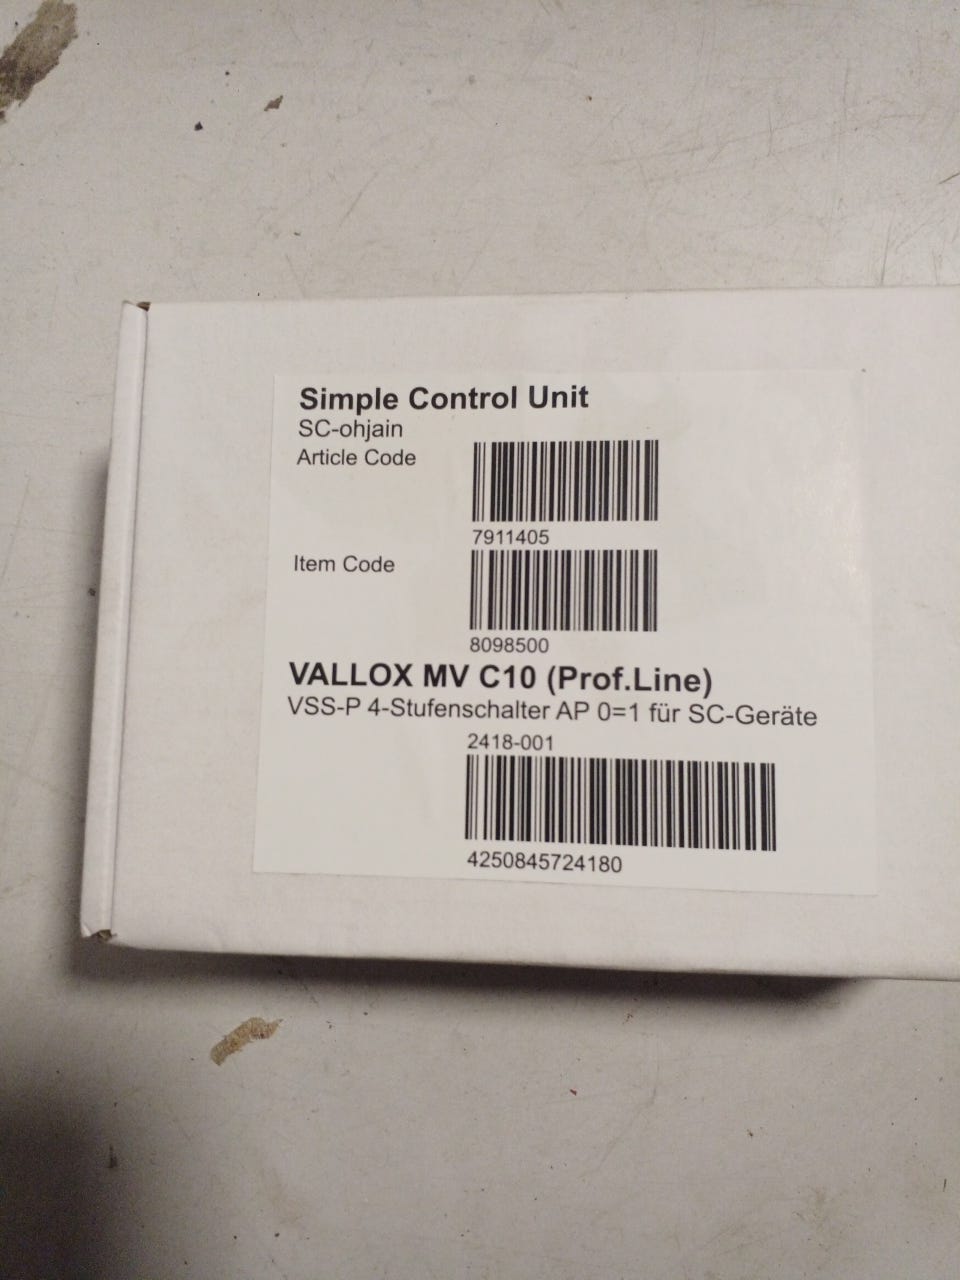 Simple Control Unit
SC-ohjain
Article Code
7911405
Item Code
8098500
VALLOX MV C10 (Prof.Line)
VSS-P 4-Stufenschalter AP 0=1 für SC-Geräte
2418-001
4250845724180